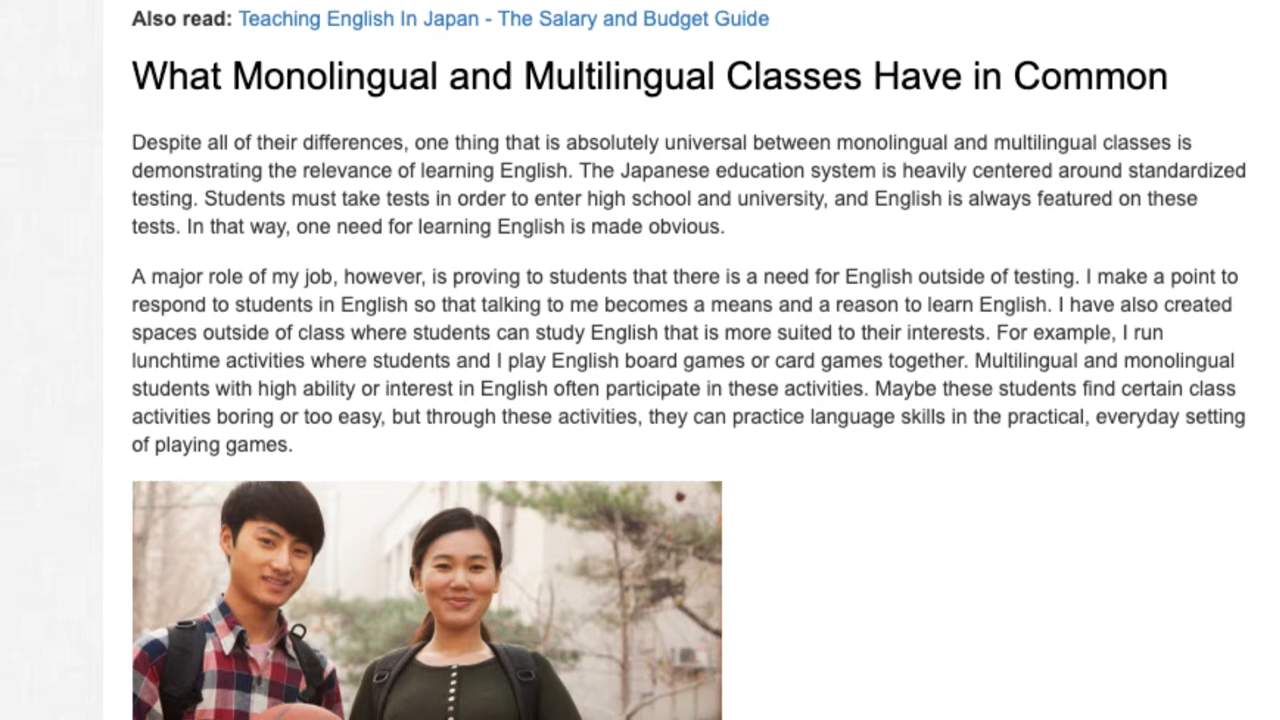 Also read: Teaching English In Japan - The Salary and Budget Guide
What Monolingual and Multilingual Classes Have in Common
Despite all of their differences, one thing that is absolutely universal between monolingual and multilingual classes is
demonstrating the relevance of learning English. The Japanese education system is heavily centered around standardized
testing. Students must take tests in order to enter high school and university, and English is always featured on these
tests. In that way, one need for learning English is made obvious.
A major role of my job, however, is proving to students that there is a need for English outside of testing. I make a point to
respond to students in English so that talking to me becomes a means and a reason to learn English. I have also created
spaces outside of class where students can study English that is more suited to their interests. For example, I run
lunchtime activities where students and I play English board games or card games together. Multilingual and monolingual
students with high ability or interest in English often participate in these activities. Maybe these students find certain class
activities boring or too easy, but through these activities, they can practice language skills in the practical, everyday setting
of playing games.